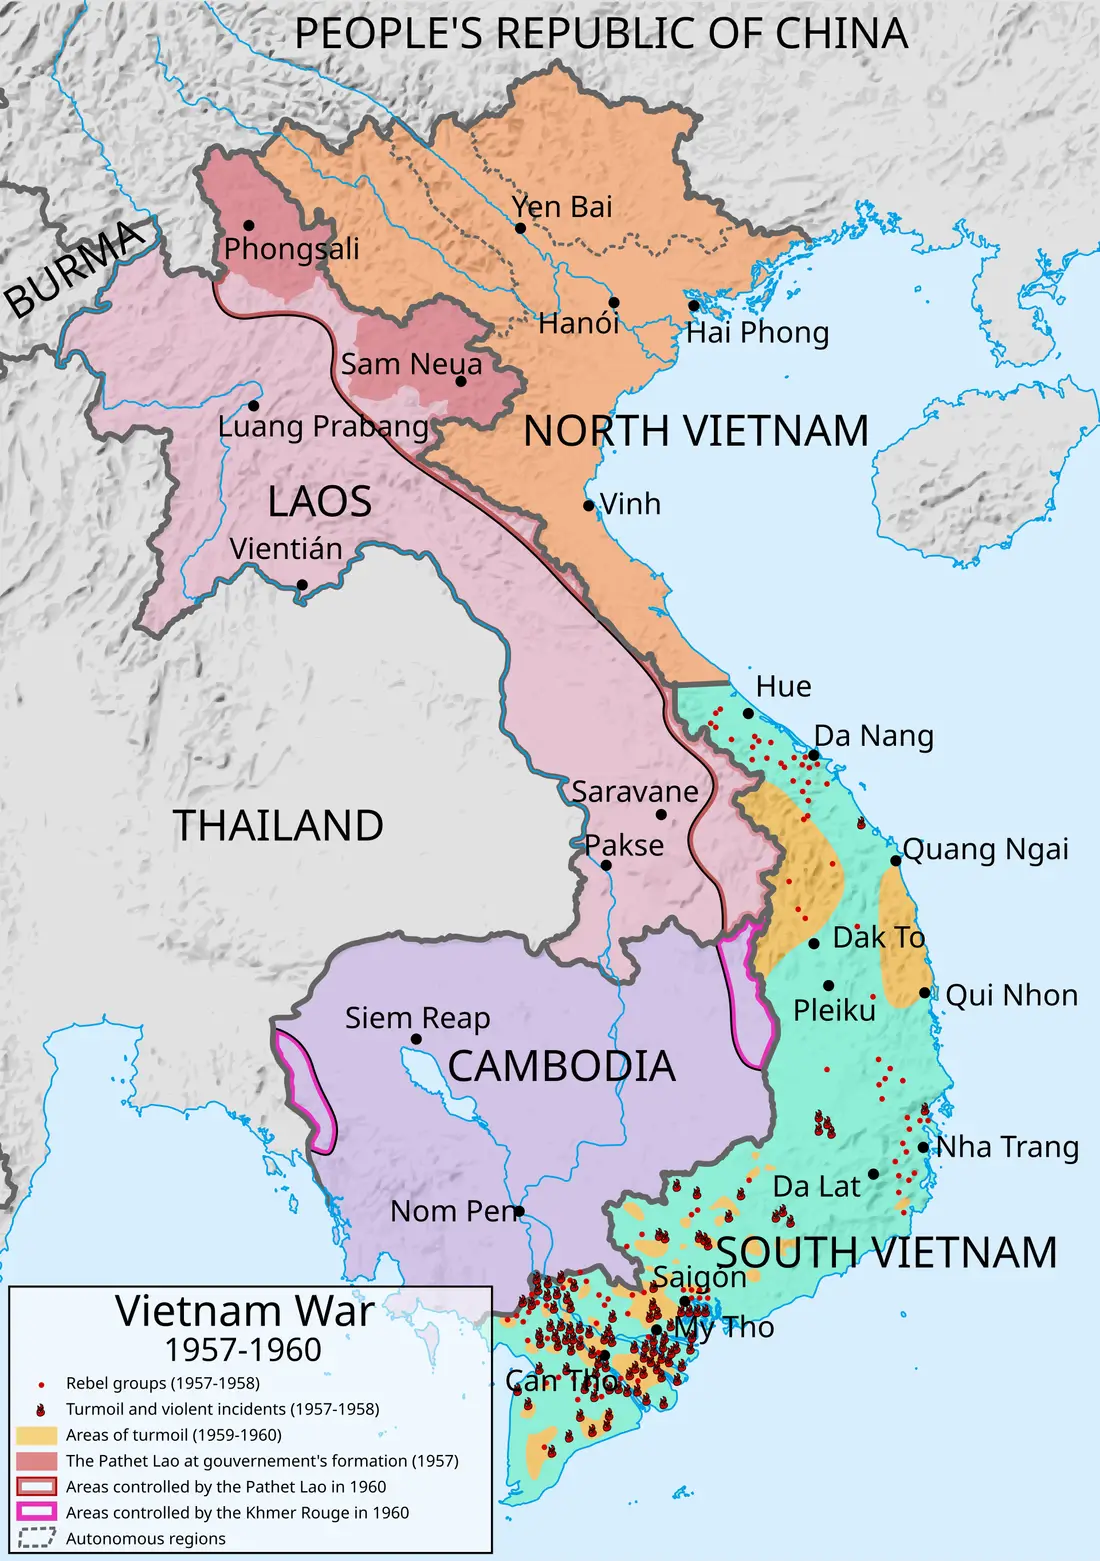 PEOPLE'S REPUBLIC OF CHINA
Yen Bai
BURMA
Phongsali
Hanói
Hai Phong
Sam Neua
Luang Prabang
NORTH VIETNAM
LAOS
Vinh
Vientián
Hue
Da Nang
THAILAND
Saravane
Pakse
Quang Ngai
Dak To
Pleiku
Qui Nhon
Siem Reap
CAMBODIA
Nha Trang
Da Lat
Nom Pen
SOUTH VIETNAM
Saigón
My Tho
Can Tho
Vietnam War
1957-1960
Rebel groups (1957-1958)
Turmoil and violent incidents (1957-1958)
Areas of turmoil (1959-1960)
The Pathet Lao at gouvernement's formation (1957)
Areas controlled by the Pathet Lao in 1960
Areas controlled by the Khmer Rouge in 1960
Autonomous regions